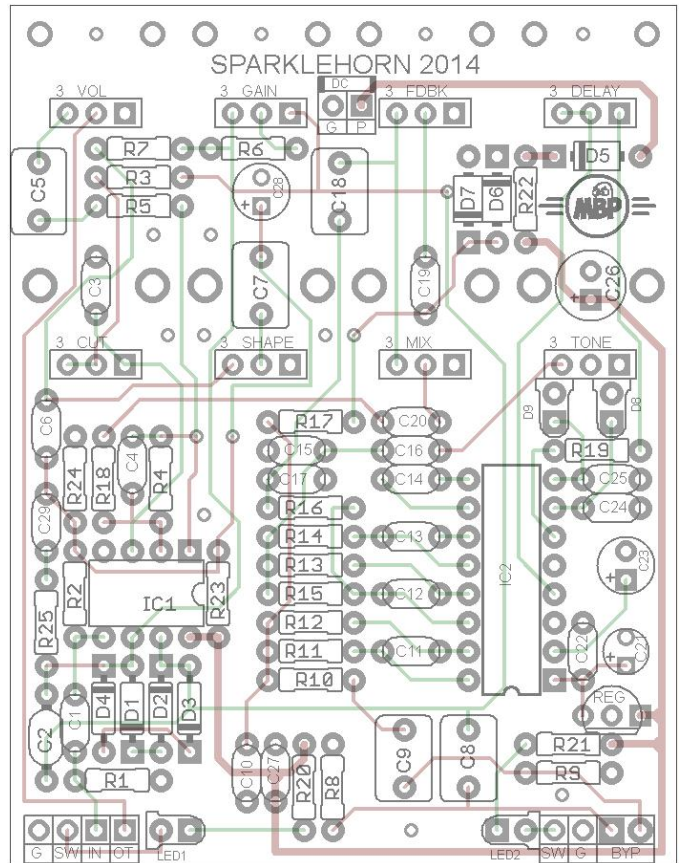 SPARKLEHORN 2014
DC
3 VOL
3 GAIN
G P
3 FDBK
3 DELAY
R7
R6
D5
C5
R3
C28
C18
D7
D6
R22
MBP
R5
C3
C7
C19
C26
3 CUT
3 SHAPE
3 MIX
3 TONE
D9
D8
C6
R17
C20
C15
C16
R19
R24
R18
C4
R4
C17
C14
C25
R16
C24
C29
R14
C13
R13
C23
R2
IC1
R23
R15
C12
IC2
R25
R12
R11
C11
C22
C21
R10
D4
D1
D2
D3
REG
C2
C1
R1
C10
C27
R20
R8
C9
C8
R21
R9
G SW IN OT
LED1
LED2
SW G BYP